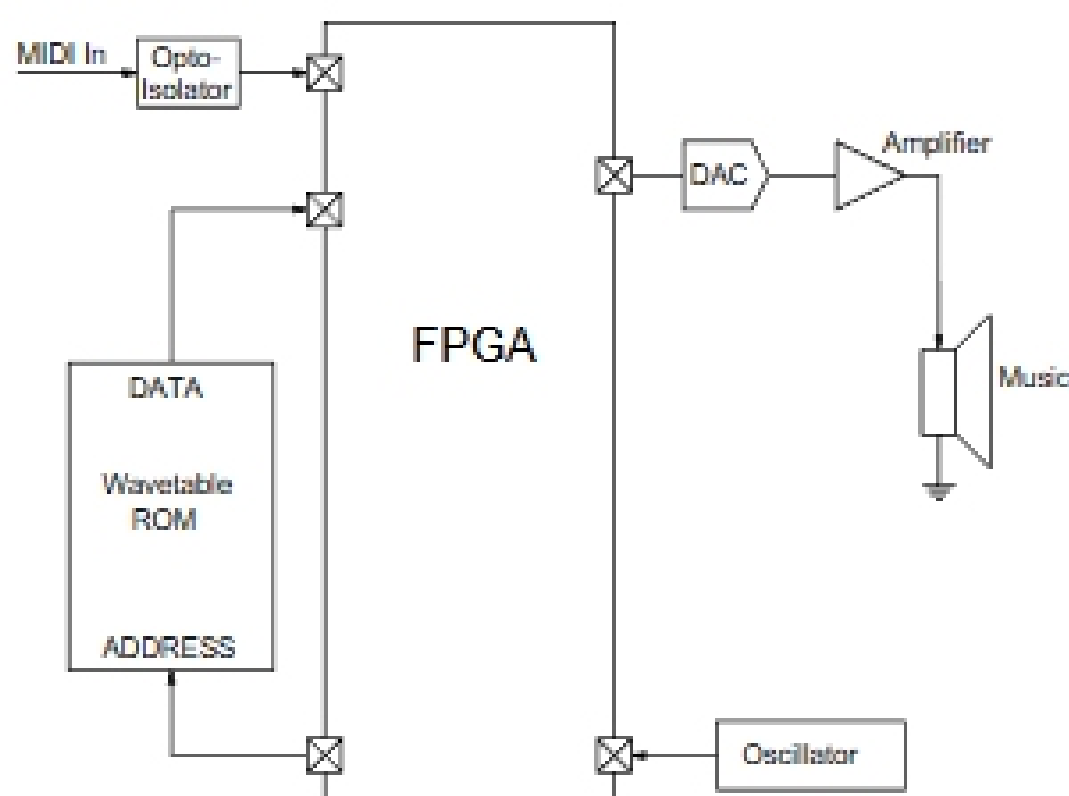 MIDI In
Opto-
Isolator
Amplifier
DAC
FPGA
Music
DATA
Wavetable
ROM
ADDRESS
Oscillator